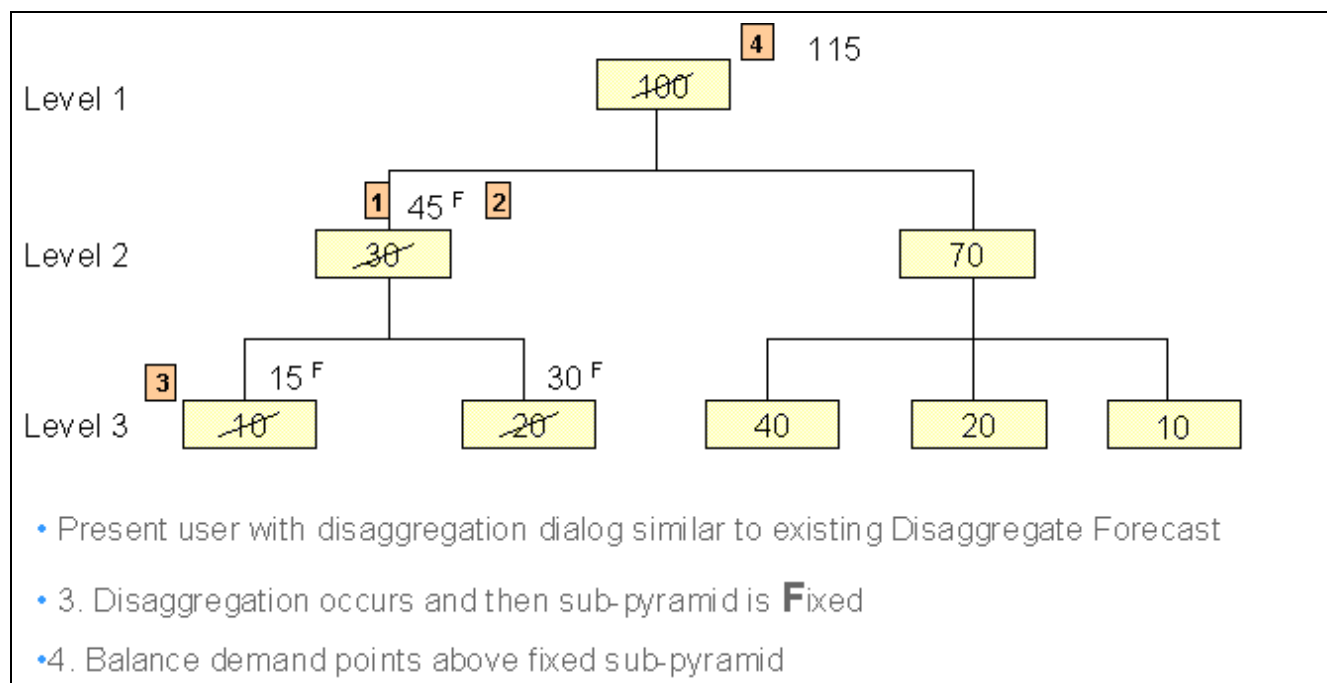 4 115
Level 1 100
1 45 F 2
Level 2 30 70
3 15 F 30 F
Level 3 10 20 40 20 10
• Present user with disaggregation dialog similar to existing Disaggregate Forecast
• 3. Disaggregation occurs and then sub-pyramid is Fixed
•4. Balance demand points above fixed sub-pyramid